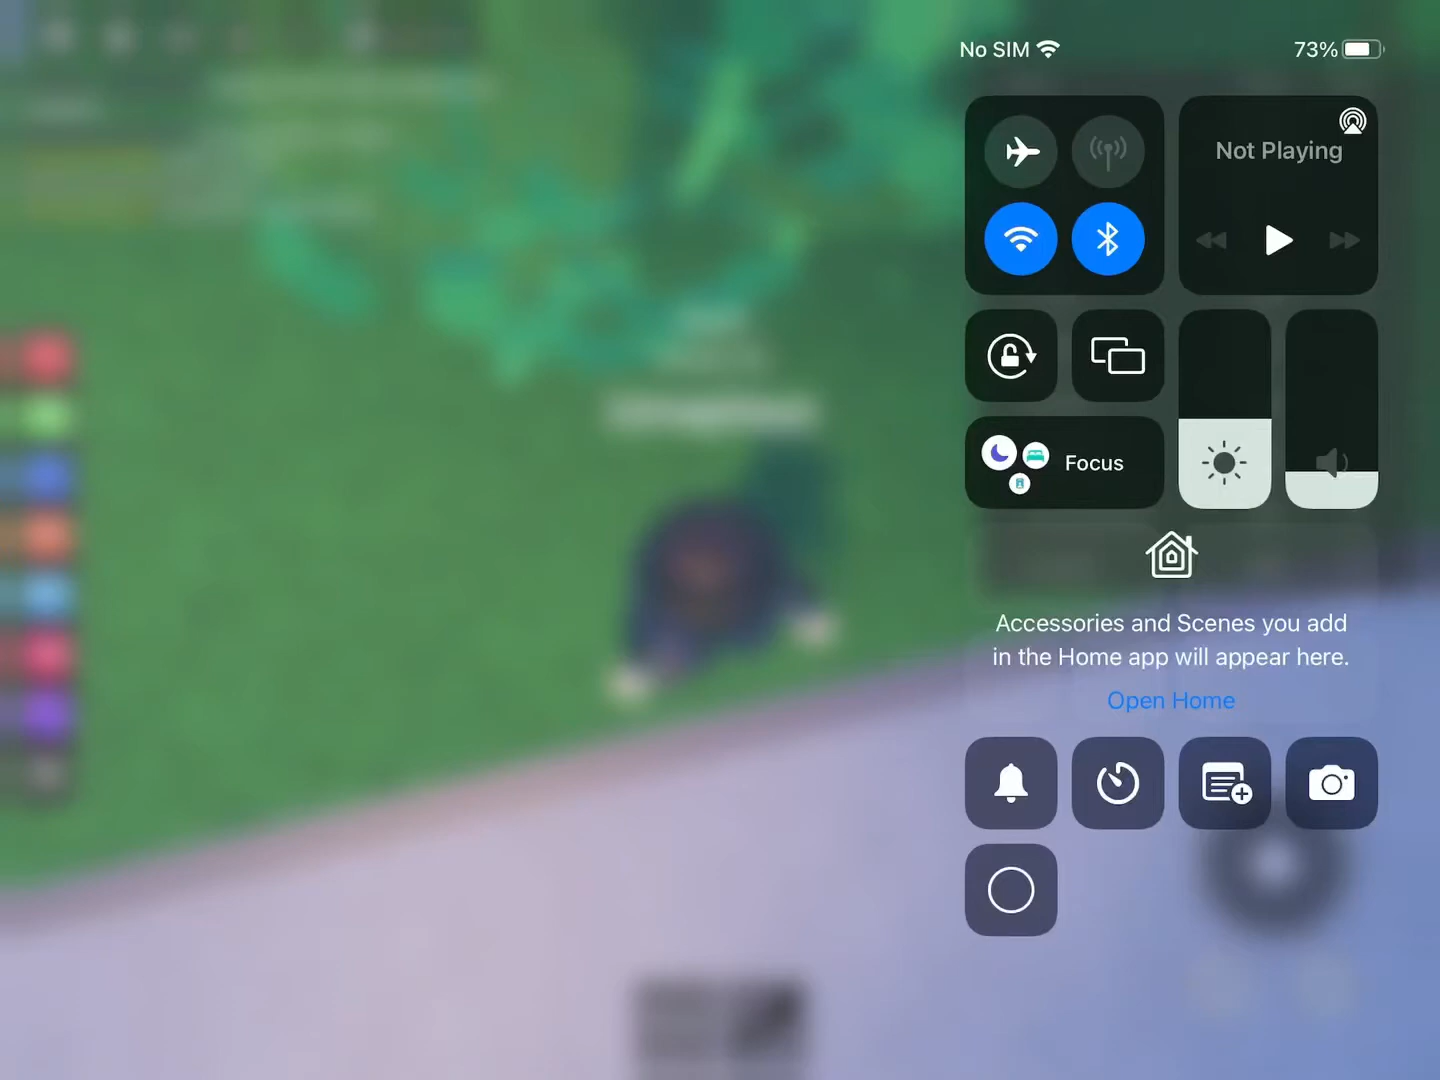 No SIM
73%
Not Playing
Focus
Accessories and Scenes you add
in the Home app will appear here.
Open Home